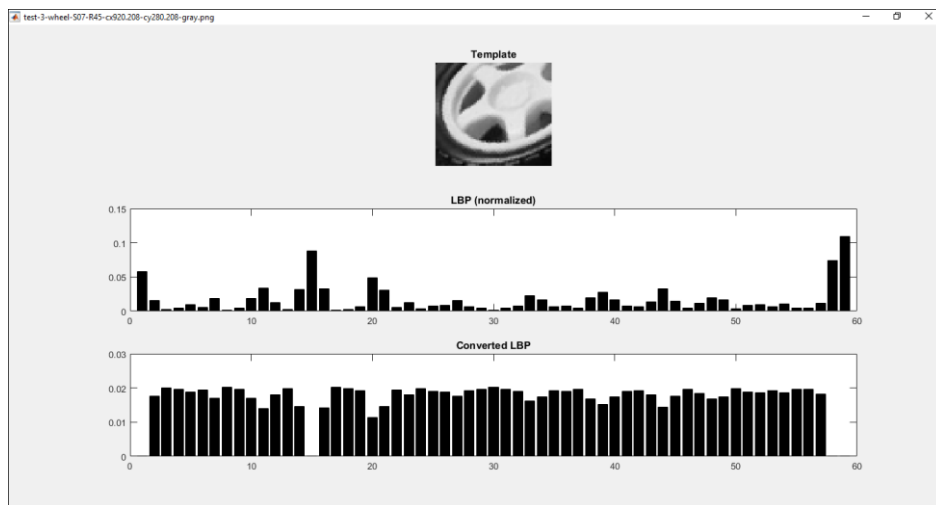 test-3-wheel-S07-R45-cx920.208-cy280.208-gray.png
Template
LBP (normalized)
0.15
0.1
0.05
0
0 10 20 30 40 50 60
Converted LBP
0.03
0.02
0.01
0
0 10 20 30 40 50 60